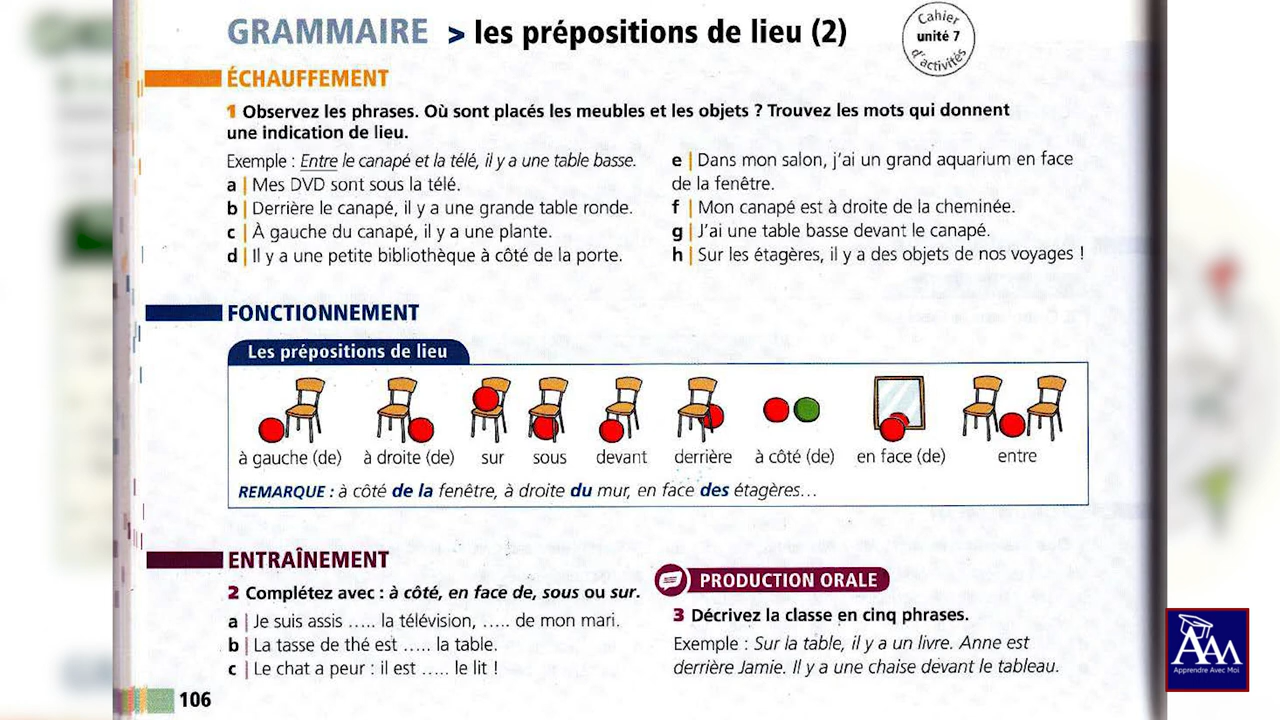 GRAMMAIRE > les prépositions de lieu (2)
Cahier
unité 7
d'activités
ÉCHAUFFEMENT
1 Observez les phrases. Où sont placés les meubles et les objets ? Trouvez les mots qui donnent
une indication de lieu.
Exemple : Entre le canapé et la télé, il y a une table basse.
a | Mes DVD sont sous la télé.
b | Derrière le canapé, il y a une grande table ronde.
c | À gauche du canapé, il y a une plante.
d | Il y a une petite bibliothèque à côté de la porte.
e | Dans mon salon, j'ai un grand aquarium en face
de la fenêtre.
f | Mon canapé est à droite de la cheminée.
g | J'ai une table basse devant le canapé.
h | Sur les étagères, il y a des objets de nos voyages !
FONCTIONNEMENT
Les prépositions de lieu
à gauche (de) à droite (de) sur sous devant derrière à côté (de) en face (de) entre
REMARQUE : à côté de la fenêtre, à droite du mur, en face des étagères...
ENTRAÎNEMENT
2 Complétez avec : à côté, en face de, sous ou sur.
a | Je suis assis ..... la télévision, ..... de mon mari.
b | La tasse de thé est ..... la table.
c | Le chat a peur : il est ..... le lit !
PRODUCTION ORALE
3 Décrivez la classe en cinq phrases.
Exemple : Sur la table, il y a un livre. Anne est
derrière Jamie. Il y a une chaise devant le tableau.
106
AAM
Apprendre Avec Moi